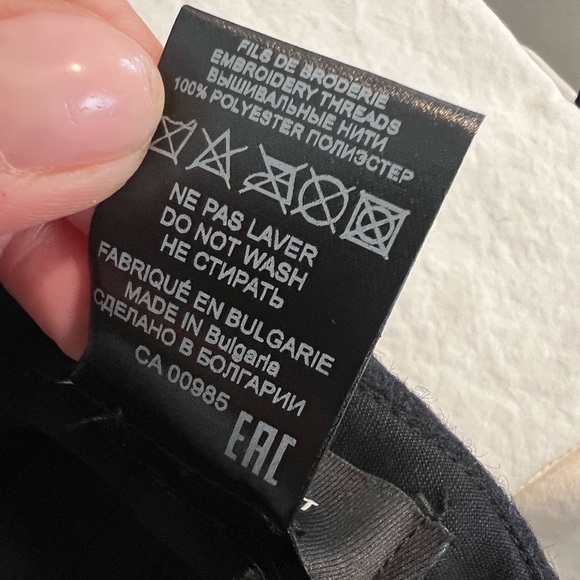 FILS DE BRODERIE
EMBROIDERY THREADS
ВЫШИВАЛЬНЫЕ НИТИ
100% POLYESTER ПОЛИЭСТЕР
NE PAS LAVER
DO NOT WASH
НЕ СТИРАТЬ
FABRIQUÉ EN BULGARIE
MADE IN Bulgaria
СДЕЛАНО В БОЛГАРИИ
CA 00985
EAC